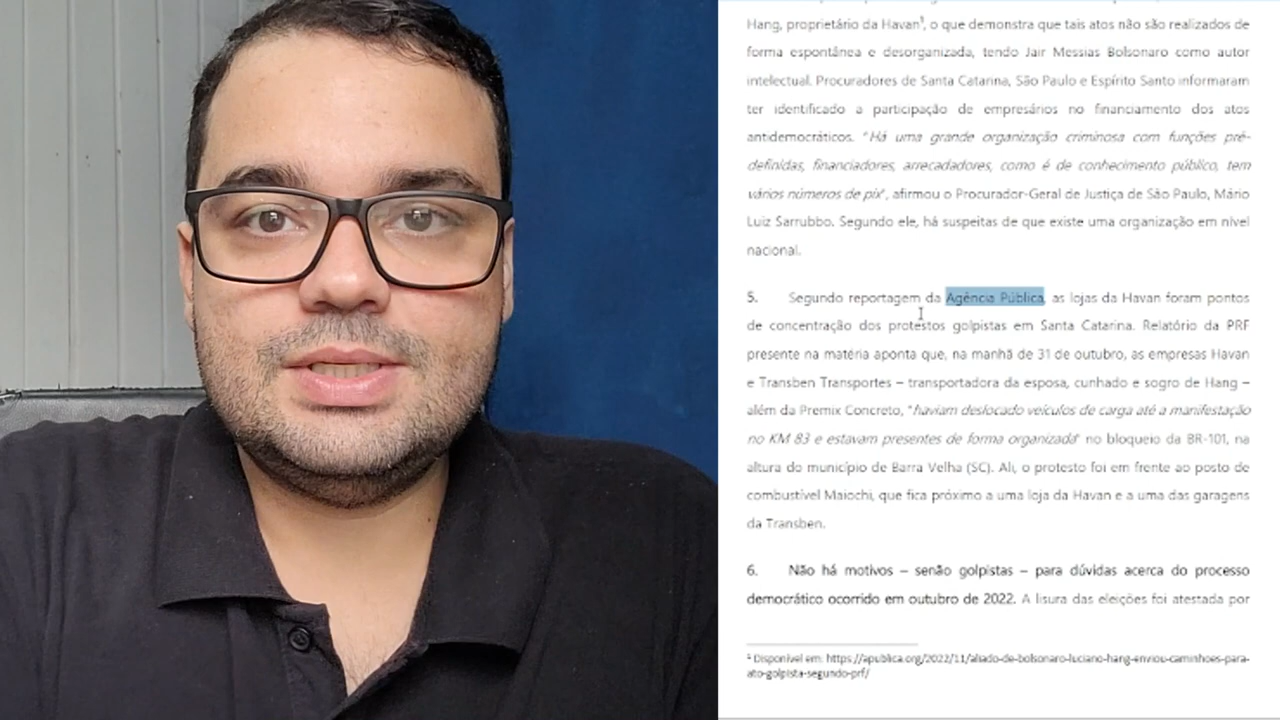 Hang, proprietário da Havan⁵, o que demonstra que tais atos não são realizados de
forma espontânea e desorganizada, tendo Jair Messias Bolsonaro como autor
intelectual. Procuradores de Santa Catarina, São Paulo e Espírito Santo informaram
ter identificado a participação de empresários no financiamento dos atos
antidemocráticos. "Há uma grande organização criminosa com funções pré-
definidas, financiadores, arrecadadores, como é de conhecimento público, tem
vários números de pix", afirmou o Procurador-Geral de Justiça de São Paulo, Mário
Luiz Sarrubbo. Segundo ele, há suspeitas de que existe uma organização em nível
nacional.
5. Segundo reportagem da Agência Pública, as lojas da Havan foram pontos
de concentração dos protestos golpistas em Santa Catarina. Relatório da PRF
presente na matéria aponta que, na manhã de 31 de outubro, as empresas Havan
e Transben Transportes – transportadora da esposa, cunhado e sogro de Hang –
além da Premix Concreto, "haviam deslocado veículos de carga até a manifestação
no KM 83 e estavam presentes de forma organizada" no bloqueio da BR-101, na
altura do município de Barra Velha (SC). Ali, o protesto foi em frente ao posto de
combustível Maiochi, que fica próximo a uma loja da Havan e a uma das garagens
da Transben.
6. Não há motivos – senão golpistas – para dúvidas acerca do processo
democrático ocorrido em outubro de 2022. A lisura das eleições foi atestada por
Disponível em: https://apublica.org/2022/11/aliado-de-bolsonaro-luciano-hang-enviou-caminhoes-para-
ato-golpista-segundo-prf/